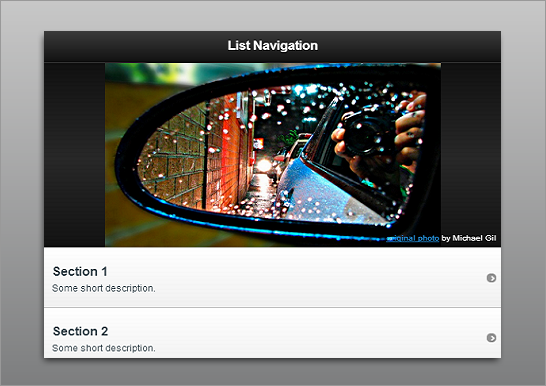 List Navigation
original photo by Michael Gil
Section 1
Some short description.
Section 2
Some short description.